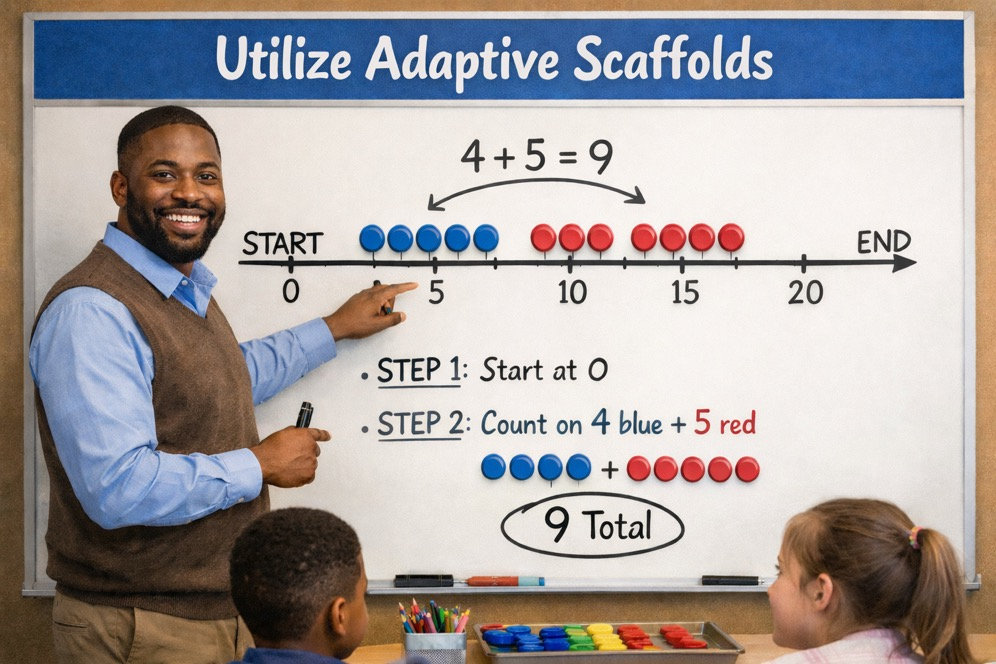 Utilize Adaptive Scaffolds
4 + 5 = 9
START END
0 5 10 15 20
• STEP 1: Start at 0
• STEP 2: Count on 4 blue + 5 red
+
9 Total